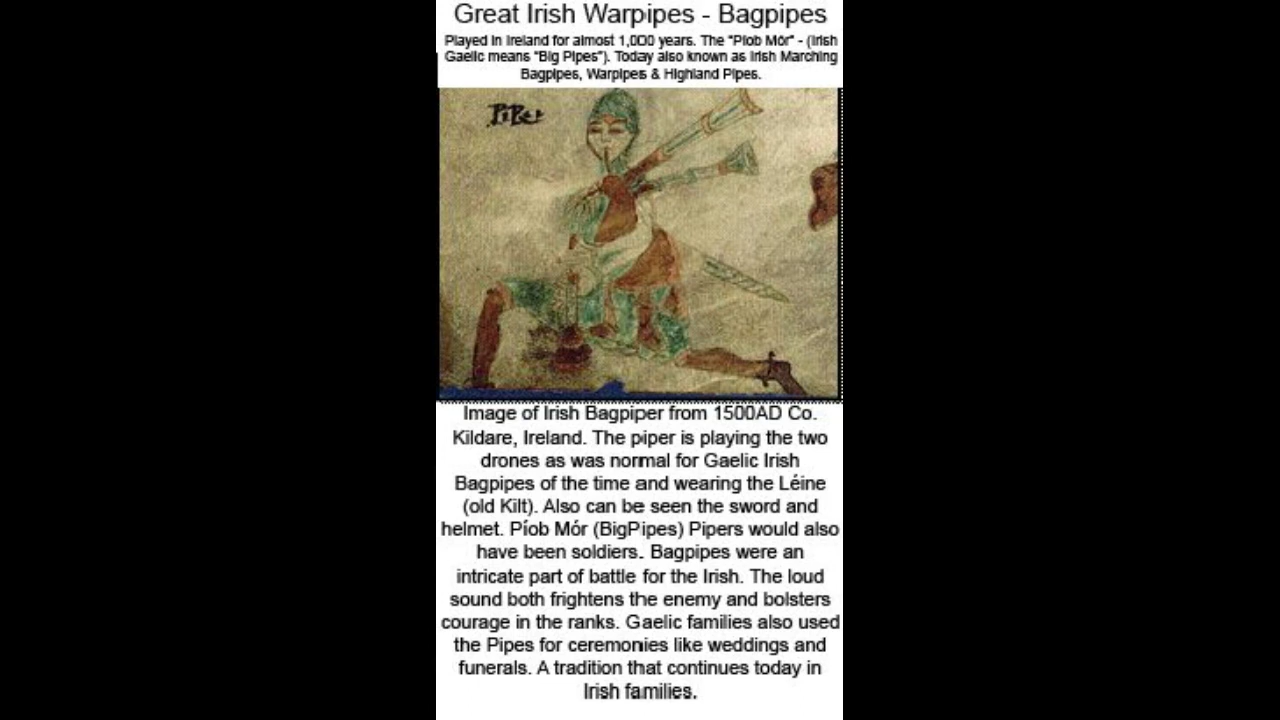 Great Irish Warpipes - Bagpipes
Played in Ireland for almost 1,000 years. The "Píob Mór" - (Irish
Gaelic means "Big Pipes"). Today also known as Irish Marching
Bagpipes, Warpipes & Highland Pipes.
Piper
Image of Irish Bagpiper from 1500AD Co.
Kildare, Ireland. The piper is playing the two
drones as was normal for Gaelic Irish
Bagpipes of the time and wearing the Léine
(old Kilt). Also can be seen the sword and
helmet. Píob Mór (BigPipes) Pipers would also
have been soldiers. Bagpipes were an
intricate part of battle for the Irish. The loud
sound both frightens the enemy and bolsters
courage in the ranks. Gaelic families also used
the Pipes for ceremonies like weddings and
funerals. A tradition that continues today in
Irish families.